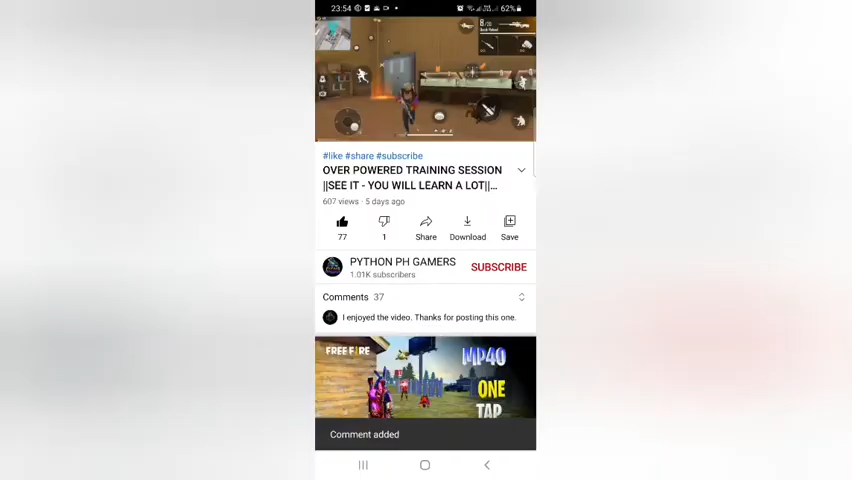 23:54
62%
#like #share #subscribe
OVER POWERED TRAINING SESSION
||SEE IT - YOU WILL LEARN A LOT||...
607 views · 5 days ago
77
1
Share
Download
Save
PYTHON PH GAMERS
1.01K subscribers
SUBSCRIBE
Comments 37
I enjoyed the video. Thanks for posting this one.
FREE FIRE
MP40
ONE
TAP
Comment added